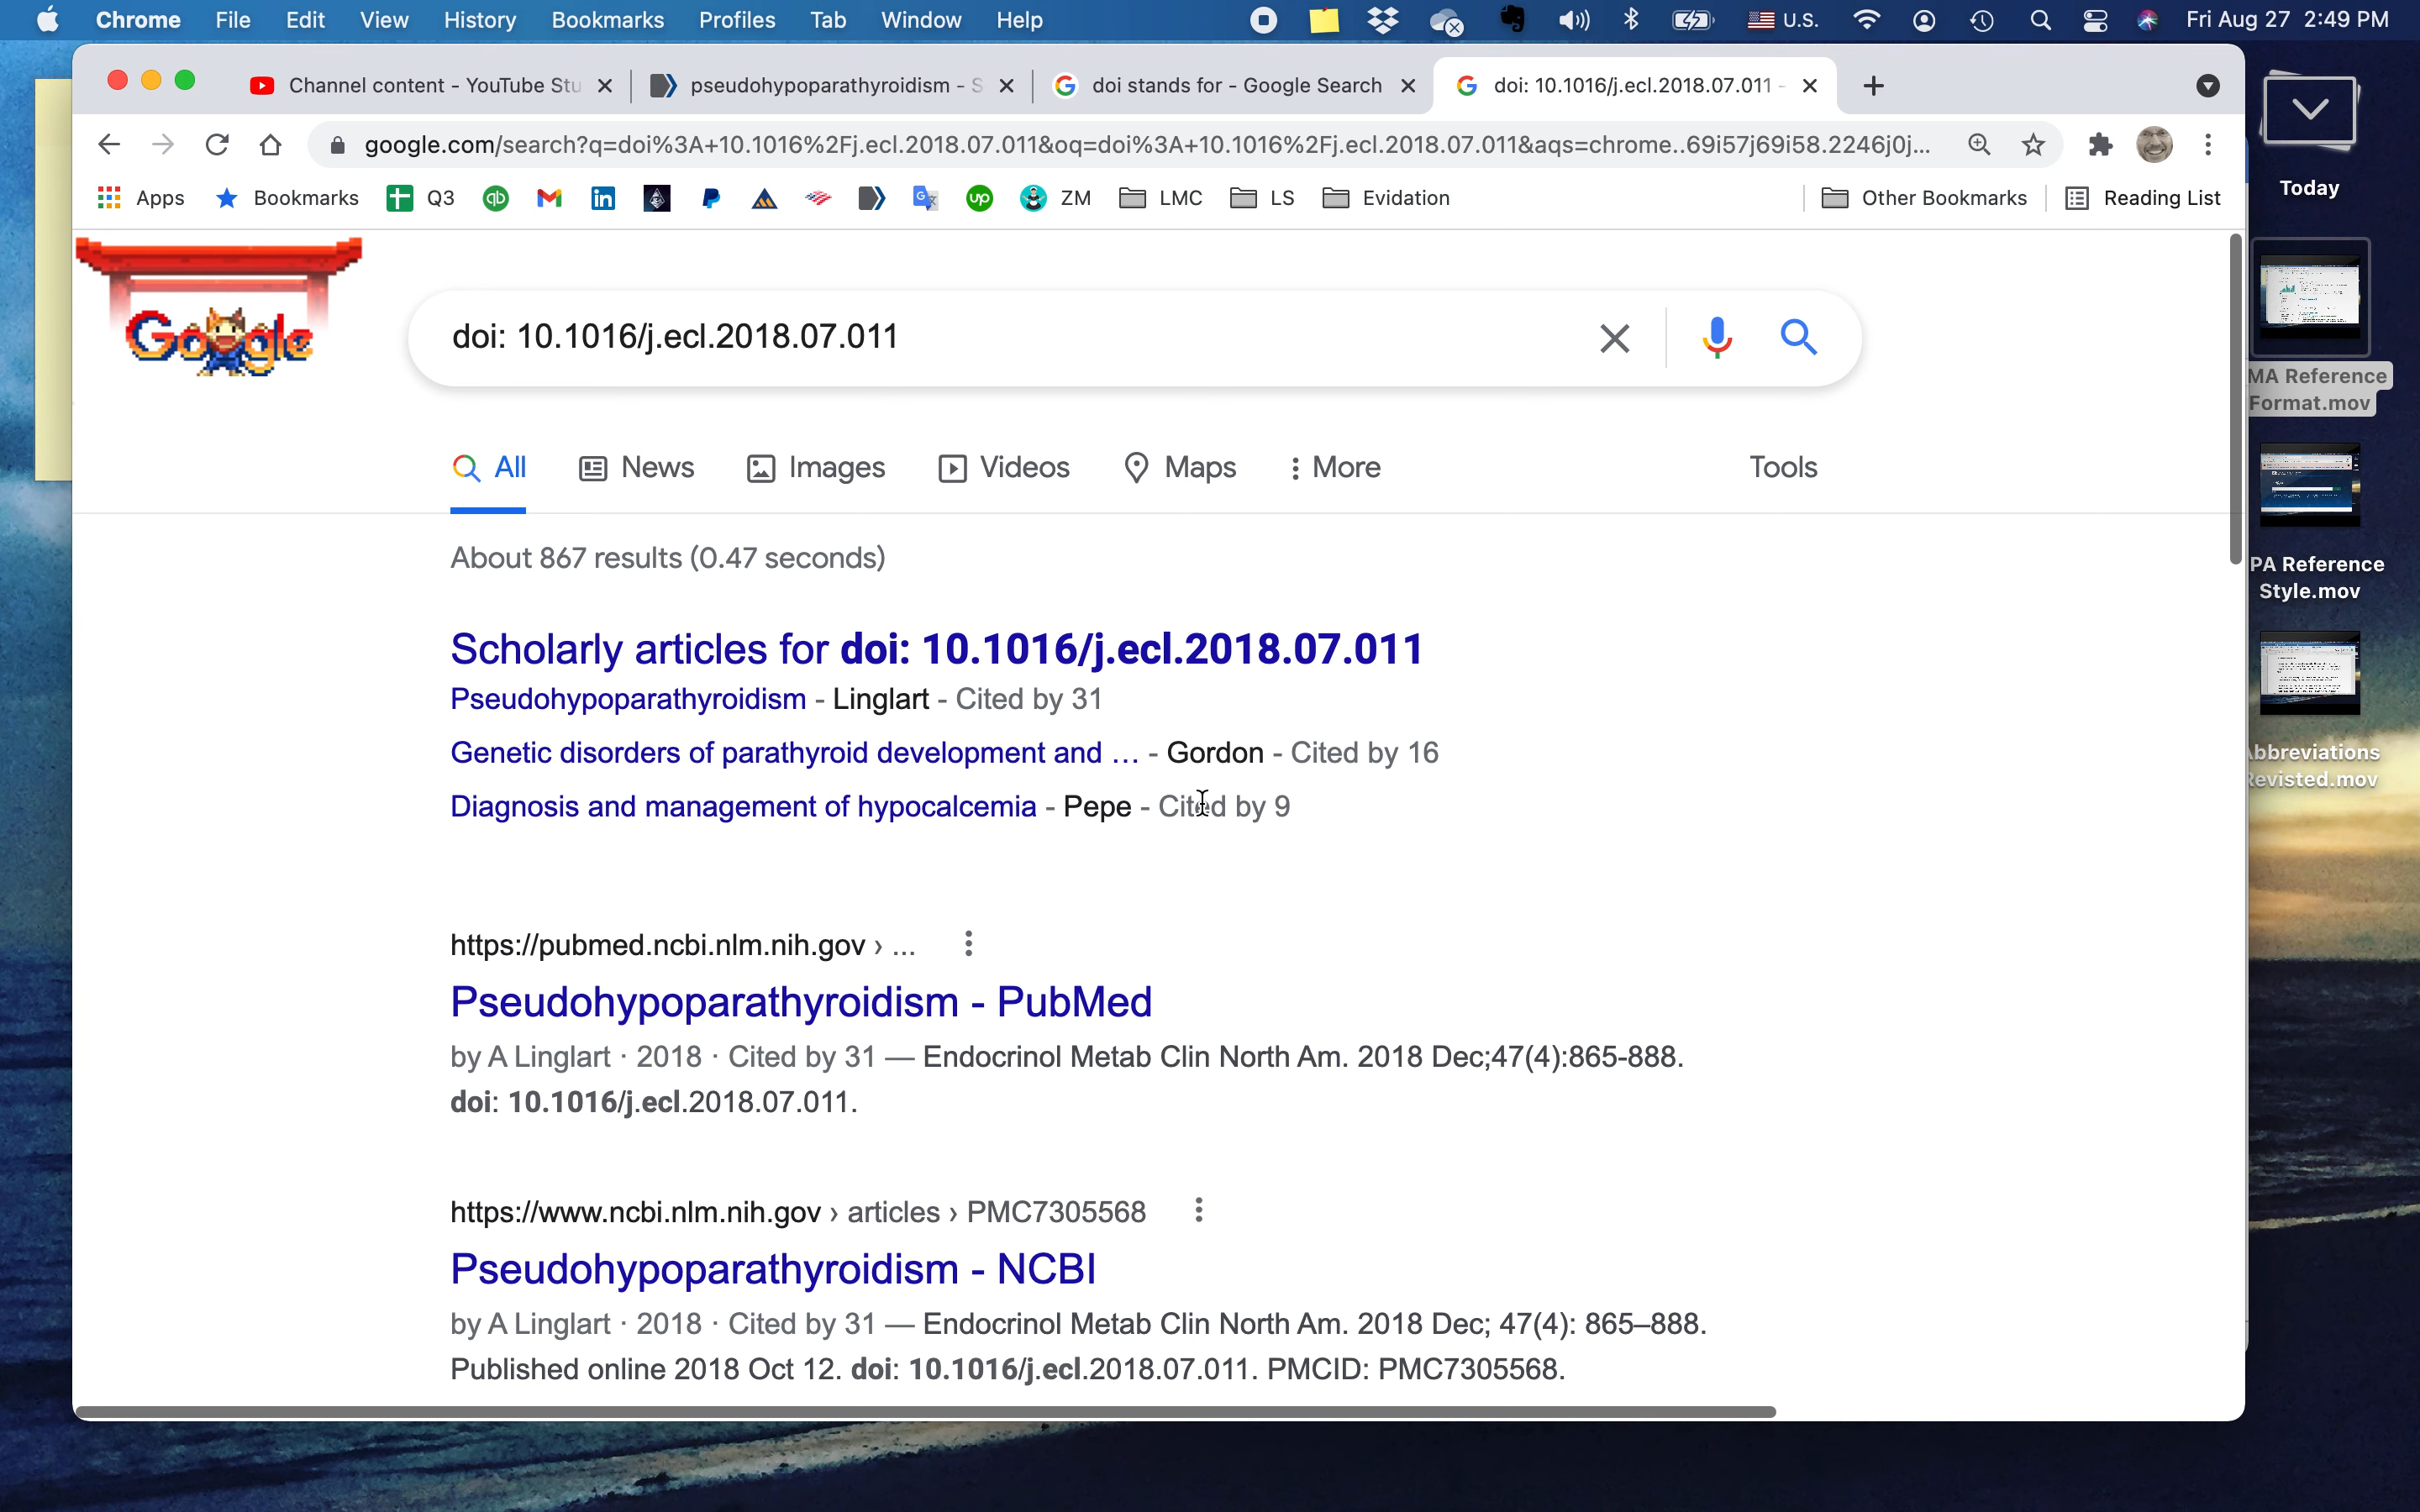 Chrome File Edit View History Bookmarks Profiles Tab Window Help U.S. Fri Aug 27 2:49 PM
Channel content - YouTube Stu pseudohypoparathyroidism - S doi stands for - Google Search doi: 10.1016/j.ecl.2018.07.011 -
google.com/search?q=doi%3A+10.1016%2Fj.ecl.2018.07.011&oq=doi%3A+10.1016%2Fj.ecl.2018.07.011&aqs=chrome..69i57j69i58.2246j0j...
Apps Bookmarks Q3 qb up ZM LMC LS Evidation Other Bookmarks Reading List
Google
doi: 10.1016/j.ecl.2018.07.011
All News Images Videos Maps More Tools
About 867 results (0.47 seconds)
Scholarly articles for doi: 10.1016/j.ecl.2018.07.011
Pseudohypoparathyroidism - Linglart - Cited by 31
Genetic disorders of parathyroid development and ... - Gordon - Cited by 16
Diagnosis and management of hypocalcemia - Pepe - Cited by 9
https://pubmed.ncbi.nlm.nih.gov › ...
Pseudohypoparathyroidism - PubMed
by A Linglart · 2018 · Cited by 31 — Endocrinol Metab Clin North Am. 2018 Dec;47(4):865-888.
doi: 10.1016/j.ecl.2018.07.011.
https://www.ncbi.nlm.nih.gov › articles › PMC7305568
Pseudohypoparathyroidism - NCBI
by A Linglart · 2018 · Cited by 31 — Endocrinol Metab Clin North Am. 2018 Dec; 47(4): 865–888.
Published online 2018 Oct 12. doi: 10.1016/j.ecl.2018.07.011. PMCID: PMC7305568.
Today
MA Reference
Format.mov
PA Reference
Style.mov
bbreviations
Revisted.mov